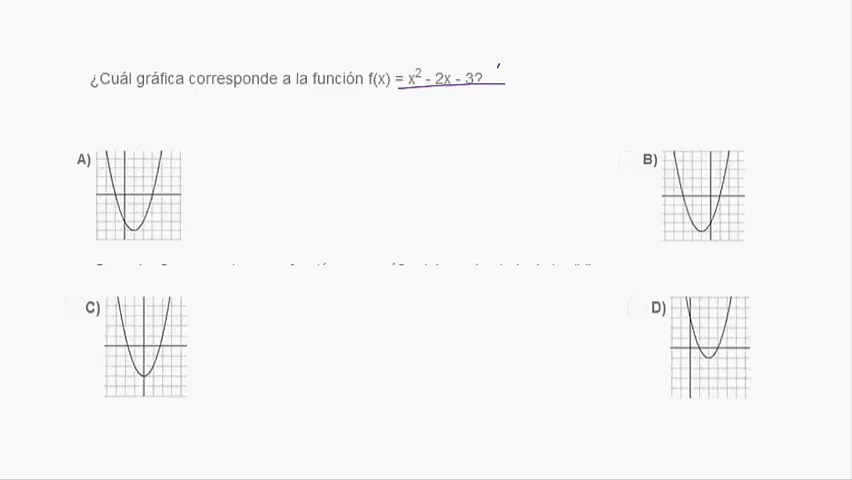 ¿Cuál gráfica corresponde a la función f(x) = x² - 2x - 3?
A)
B)
C)
D)